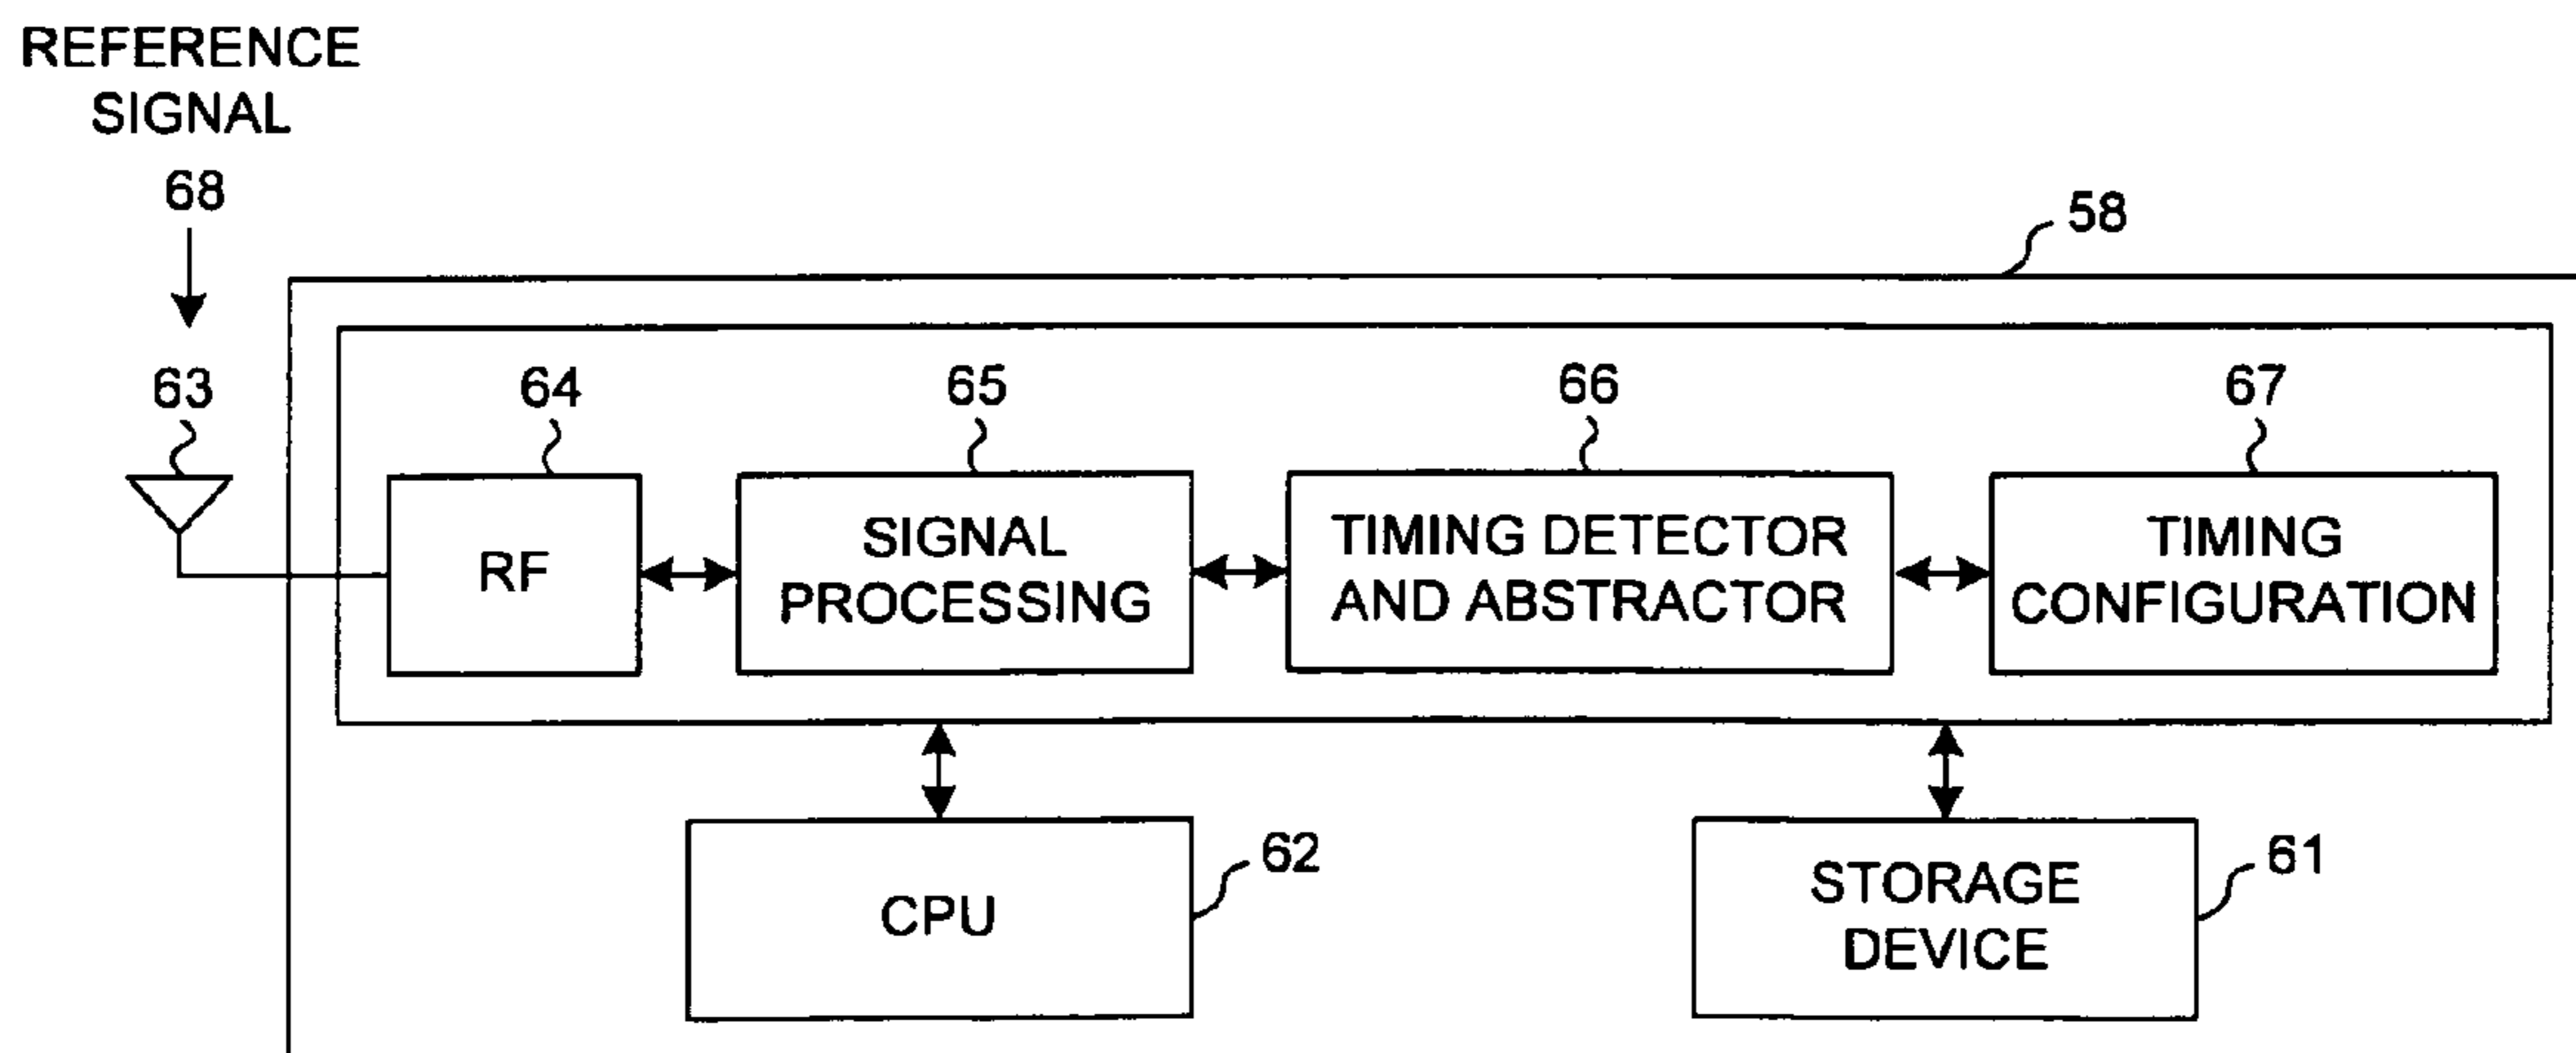 REFERENCE
SIGNAL
68
58
63
64
65
66
67
RF
SIGNAL
PROCESSING
TIMING DETECTOR
AND ABSTRACTOR
TIMING
CONFIGURATION
CPU
62
STORAGE
DEVICE
61